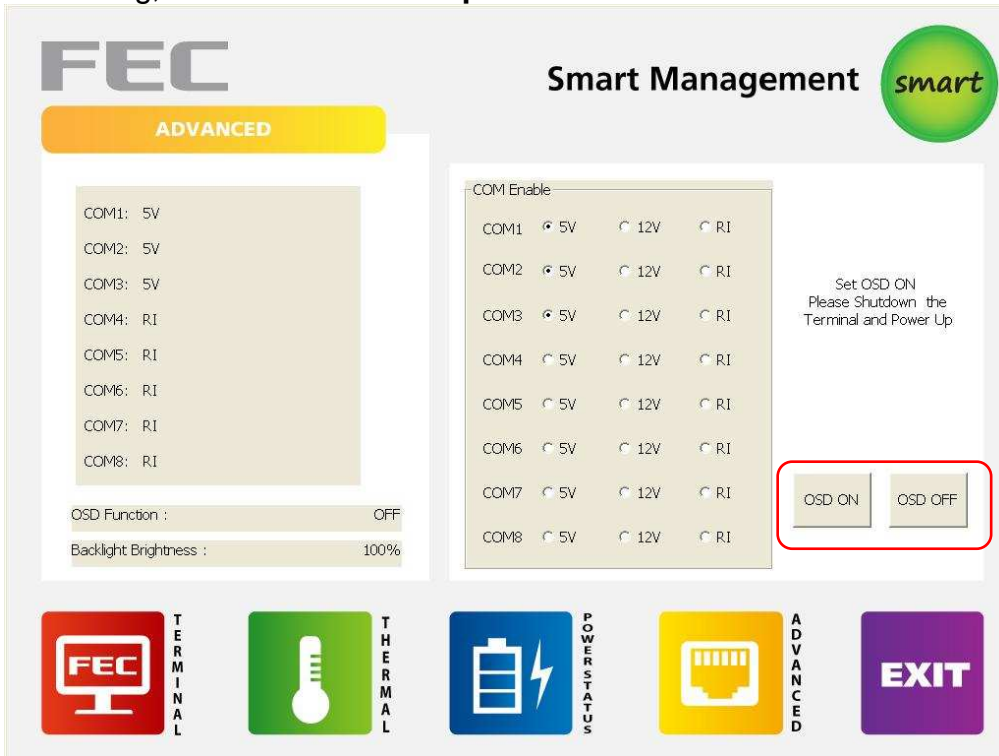 FEC
Smart Management
smart
ADVANCED
COM1: 5V
COM2: 5V
COM3: 5V
COM4: RI
COM5: RI
COM6: RI
COM7: RI
COM8: RI
OSD Function : OFF
Backlight Brightness : 100%
COM Enable
COM1 5V 12V RI
COM2 5V 12V RI
COM3 5V 12V RI
COM4 5V 12V RI
COM5 5V 12V RI
COM6 5V 12V RI
COM7 5V 12V RI
COM8 5V 12V RI
Set OSD ON
Please Shutdown the
Terminal and Power Up
OSD ON
OSD OFF
FEC
TERMINAL
THERMAL
POWER STATUS
ADVANCED
EXIT